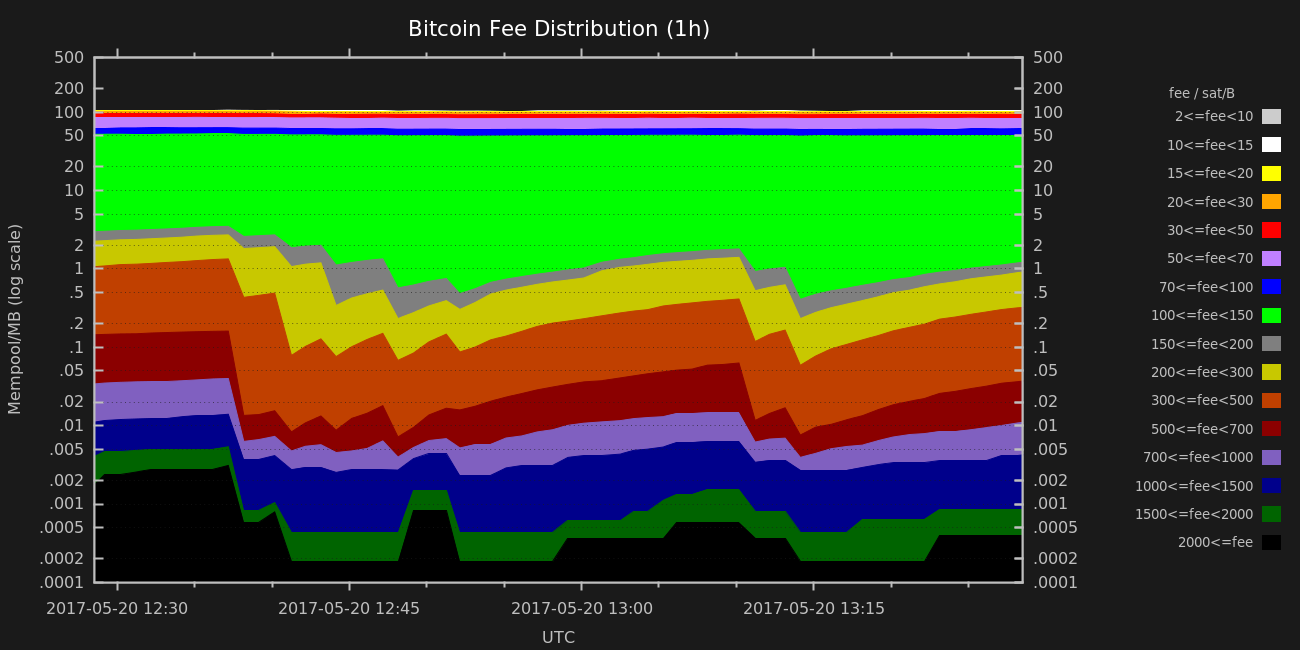 Bitcoin Fee Distribution (1h)
500 500
200 200
100 100
50 50
20 20
10 10
5 5
2 2
1 1
.5 .5
.2 .2
.1 .1
.05 .05
.02 .02
.01 .01
.005 .005
.002 .002
.001 .001
.0005 .0005
.0002 .0002
.0001 .0001
Mempool/MB (log scale)
2017-05-20 12:30 2017-05-20 12:45 2017-05-20 13:00 2017-05-20 13:15
UTC
fee / sat/B
2<=fee<10
10<=fee<15
15<=fee<20
20<=fee<30
30<=fee<50
50<=fee<70
70<=fee<100
100<=fee<150
150<=fee<200
200<=fee<300
300<=fee<500
500<=fee<700
700<=fee<1000
1000<=fee<1500
1500<=fee<2000
2000<=fee